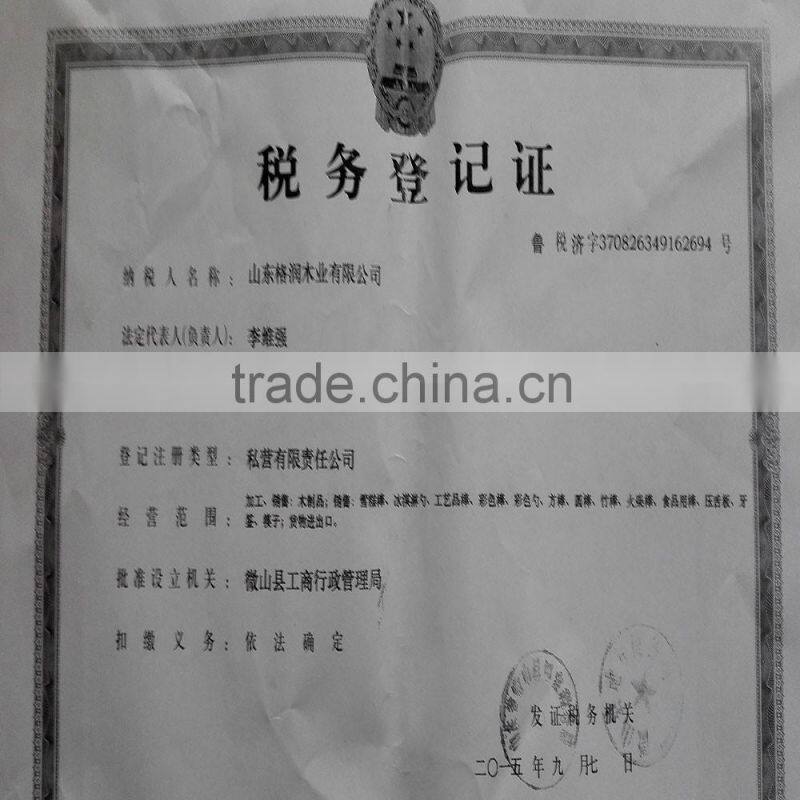 税务登记证
鲁 税 济字370826349162694 号
纳税人名称： 山东格润木业有限公司
法定代表人(负责人)： 李维强
trade.china.cn
登记注册类型： 私营有限责任公司
加工、销售：木制品；销售：雪糕棒、冰淇淋勺、工艺品棒、彩色棒、彩色勺、方棒、圆棒、竹棒、火柴棒、食品用棒、压舌板、牙
经营范围： 签、筷子；货物进出口。
批准设立机关： 微山县工商行政管理局
扣缴义务： 依法确定
发证税务机关
二〇一五年九月七日